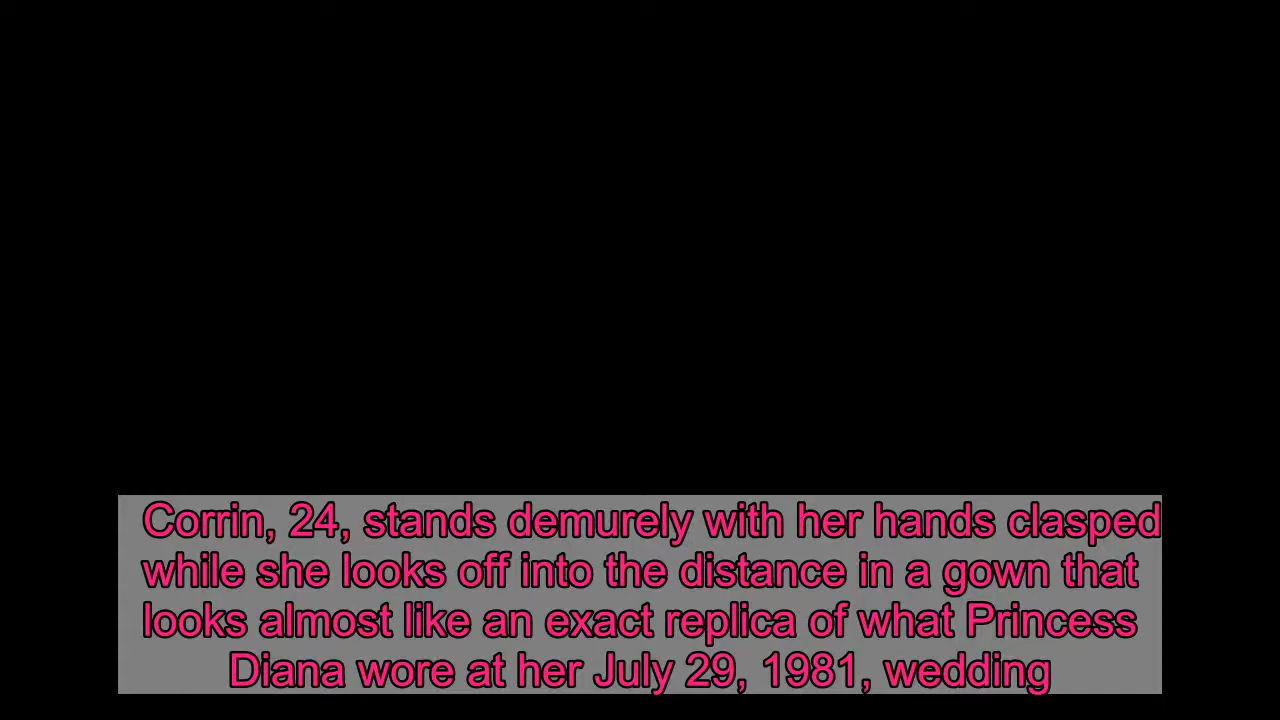 Corrin, 24, stands demurely with her hands clasped
while she looks off into the distance in a gown that
looks almost like an exact replica of what Princess
Diana wore at her July 29, 1981, wedding